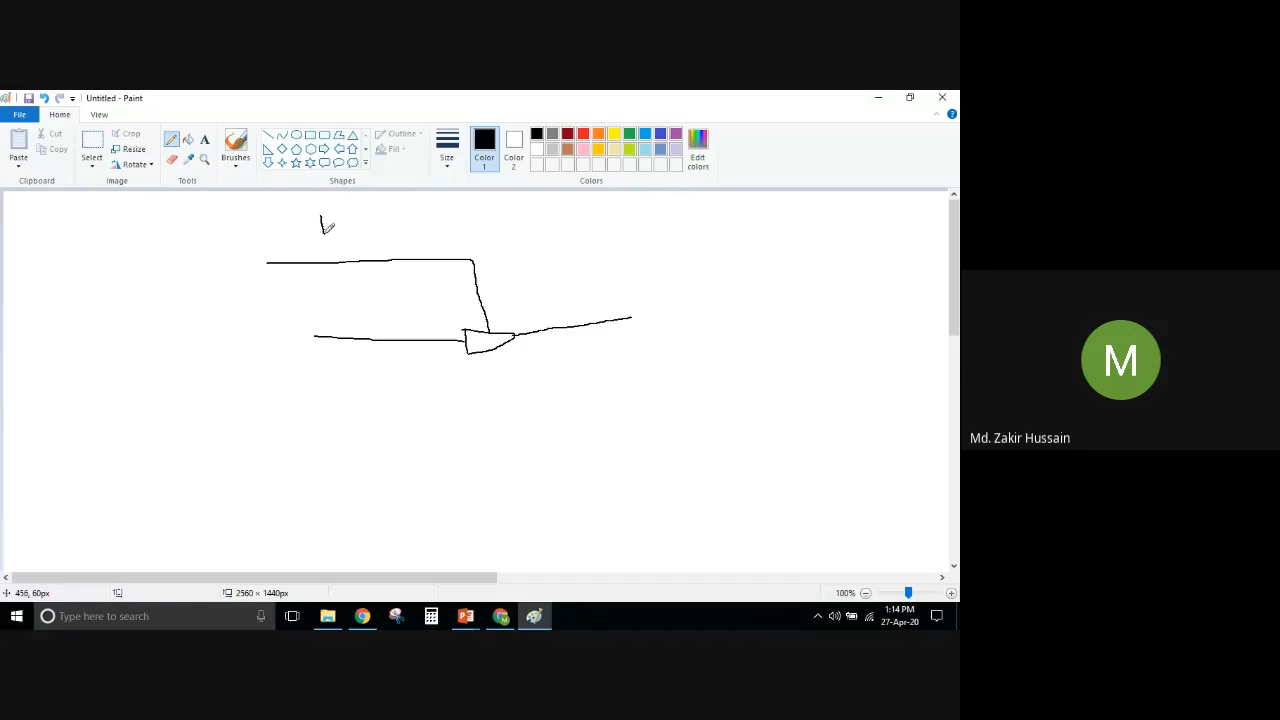 Untitled - Paint
File Home View
Paste
Cut
Copy
Clipboard
Select
Crop
Resize
Rotate
Image
Tools
Brushes
Outline
Fill
Shapes
Size
Color 1
Color 2
Edit colors
Colors
M
Md. Zakir Hussain
456, 60px
2560 × 1440px
100%
Type here to search
1:14 PM
27-Apr-20